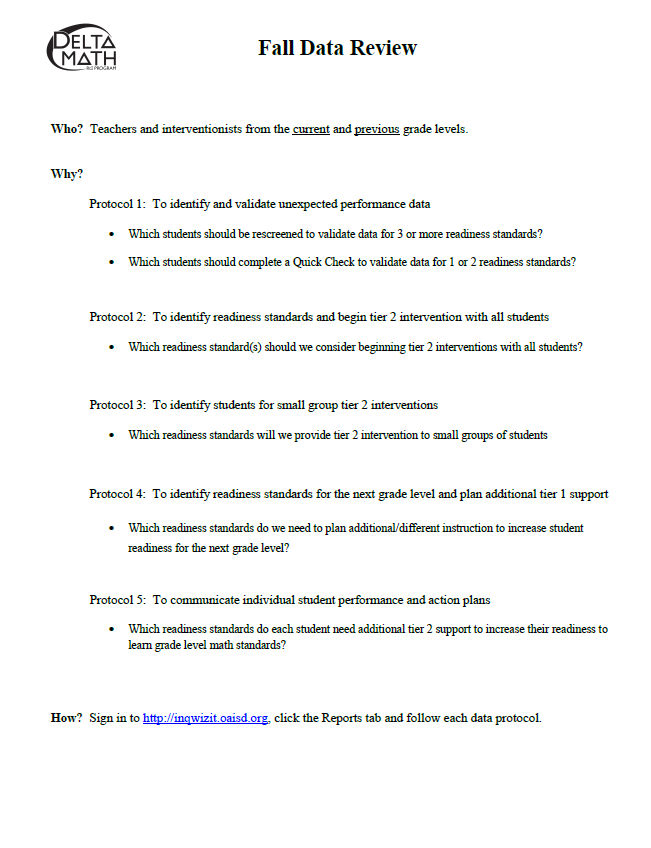 DELTA
MATH
RtI PROGRAM
Fall Data Review
Who? Teachers and interventionists from the current and previous grade levels.
Why?
Protocol 1: To identify and validate unexpected performance data
• Which students should be rescreened to validate data for 3 or more readiness standards?
• Which students should complete a Quick Check to validate data for 1 or 2 readiness standards?
Protocol 2: To identify readiness standards and begin tier 2 intervention with all students
• Which readiness standard(s) should we consider beginning tier 2 interventions with all students?
Protocol 3: To identify students for small group tier 2 interventions
• Which readiness standards will we provide tier 2 intervention to small groups of students
Protocol 4: To identify readiness standards for the next grade level and plan additional tier 1 support
• Which readiness standards do we need to plan additional/different instruction to increase student
readiness for the next grade level?
Protocol 5: To communicate individual student performance and action plans
• Which readiness standards do each student need additional tier 2 support to increase their readiness to
learn grade level math standards?
How? Sign in to http://inqwizit.oaisd.org, click the Reports tab and follow each data protocol.